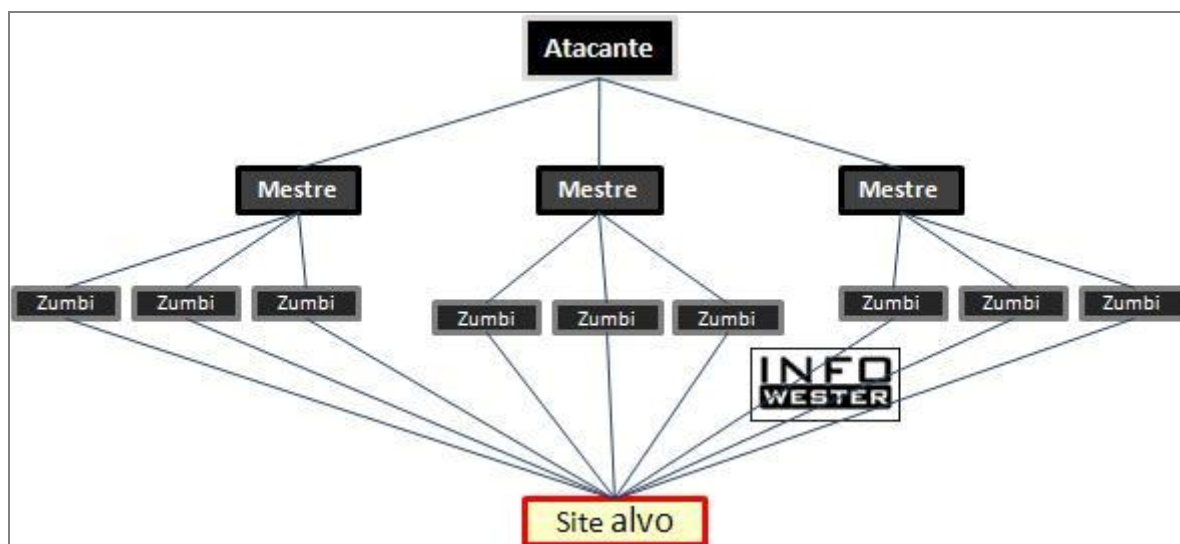 Atacante
Mestre Mestre Mestre
Zumbi Zumbi Zumbi Zumbi Zumbi Zumbi
Zumbi Zumbi Zumbi
INFO
WESTER
Site alvo